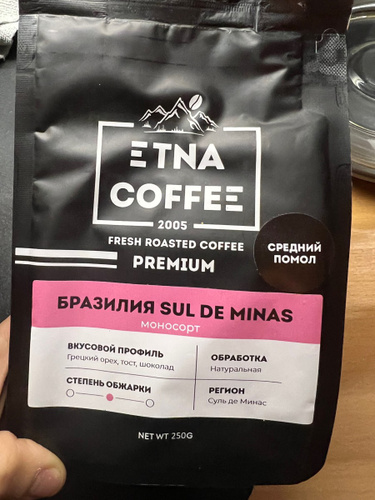 ETNA
COFFEE
2005
FRESH ROASTED COFFEE
PREMIUM
СРЕДНИЙ
ПОМОЛ
БРАЗИЛИЯ SUL DE MINAS
моносорт
ВКУСОВОЙ ПРОФИЛЬ
Грецкий орех, тост, шоколад
ОБРАБОТКА
Натуральная
СТЕПЕНЬ ОБЖАРКИ
РЕГИОН
Суль де Минас
NET WT 250G